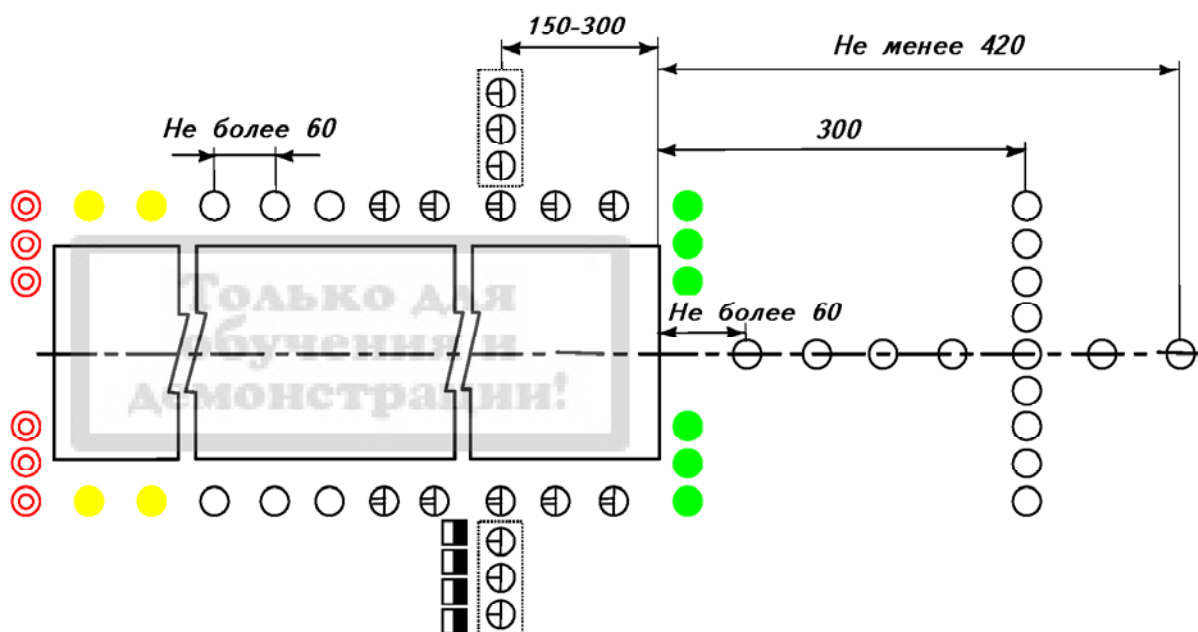 150-300
Не менее 420
Не более 60
300
Только для
обучения и
демонстрации!
Не более 60